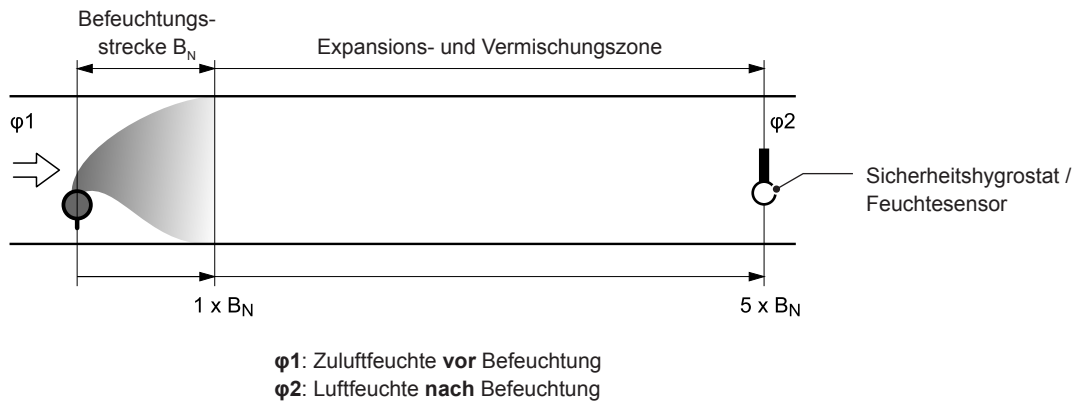 Befeuchtungs-
strecke B_N
Expansions- und Vermischungszone
φ1
φ2
Sicherheitshygrostat /
Feuchtesensor
1 x B_N
5 x B_N
φ1: Zuluftfeuchte vor Befeuchtung
φ2: Luftfeuchte nach Befeuchtung